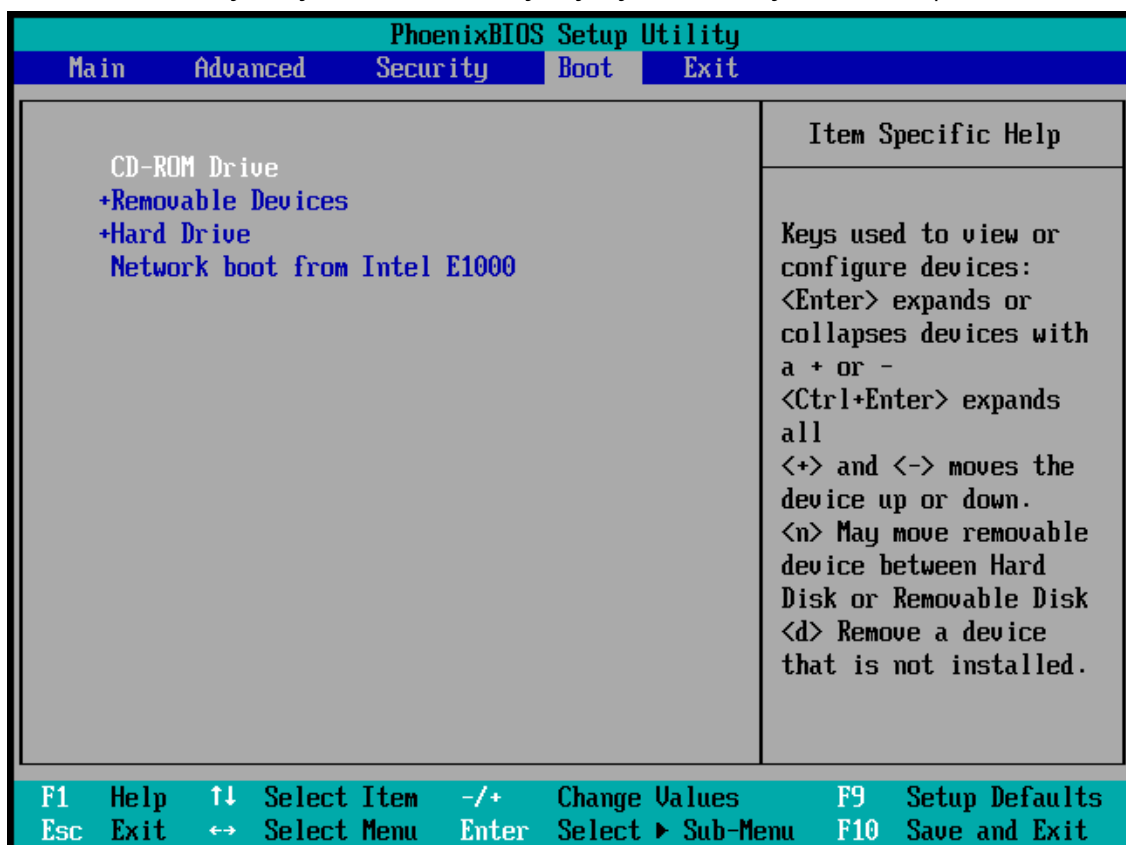 PhoenixBIOS Setup Utility
Main Advanced Security Boot Exit
CD-ROM Drive
+Removable Devices
+Hard Drive
Network boot from Intel E1000
Item Specific Help
Keys used to view or
configure devices:
<Enter> expands or
collapses devices with
a + or -
<Ctrl+Enter> expands
all
<+> and <-> moves the
device up or down.
<n> May move removable
device between Hard
Disk or Removable Disk
<d> Remove a device
that is not installed.
F1 Help ↑↓ Select Item -/+ Change Values F9 Setup Defaults
Esc Exit ↔ Select Menu Enter Select ▶ Sub-Menu F10 Save and Exit